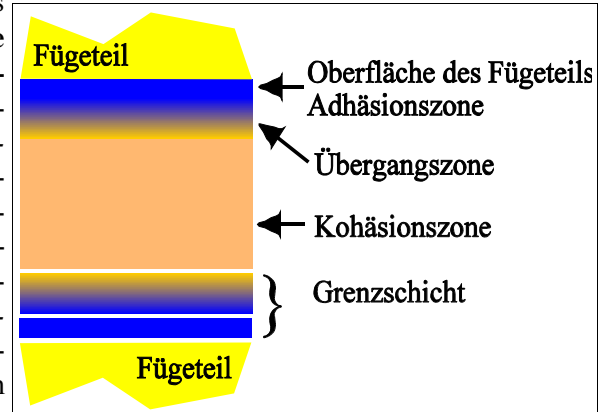 Fügeteil
Oberfläche des Fügeteils
Adhäsionszone
Übergangszone
Kohäsionszone
Grenzschicht
Fügeteil